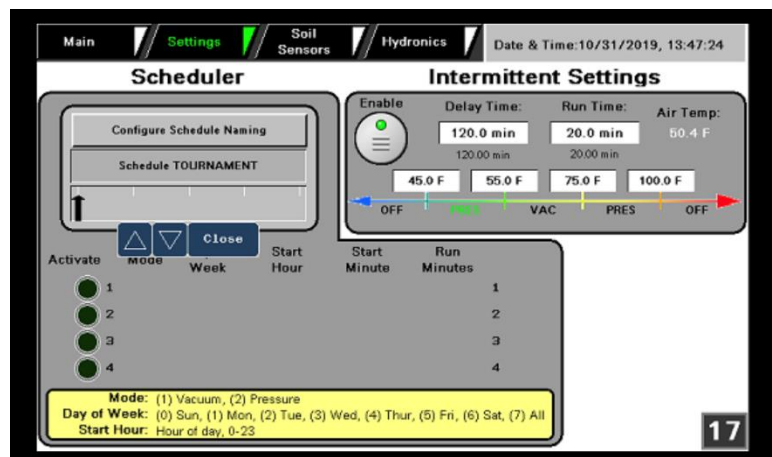 Main
Settings
Soil
Sensors
Hydronics
Date & Time:10/31/2019, 13:47:24
Scheduler
Configure Schedule Naming
Schedule TOURNAMENT
Close
Activate
Mode
Week
Start
Hour
Start
Minute
Run
Minutes
1 1
2 2
3 3
4 4
Mode: (1) Vacuum, (2) Pressure
Day of Week: (0) Sun, (1) Mon, (2) Tue, (3) Wed, (4) Thur, (5) Fri, (6) Sat, (7) All
Start Hour: Hour of day, 0-23
Intermittent Settings
Enable
Delay Time:
120.0 min
120.00 min
Run Time:
20.0 min
20.00 min
Air Temp:
50.4 F
45.0 F 55.0 F 75.0 F 100.0 F
OFF PRES VAC PRES OFF
17